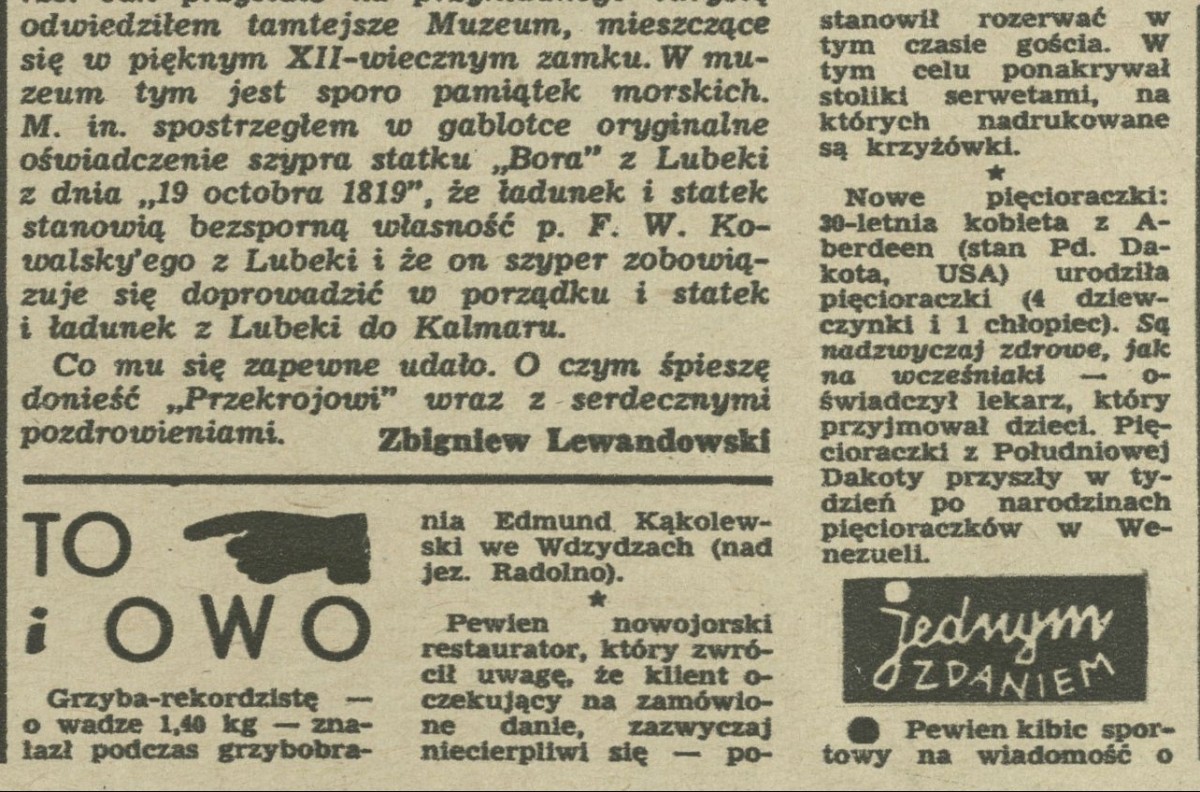 odwiedziłem tamtejsze Muzeum, mieszczące
się w pięknym XII-wiecznym zamku. W mu-
zeum tym jest sporo pamiątek morskich.
M. in. spostrzegłem w gablotce oryginalne
oświadczenie szypra statku „Bora” z Lubeki
z dnia „19 octobra 1819”, że ładunek i statek
stanowią bezsporną własność p. F. W. Ko-
walsky'ego z Lubeki i że on szyper zobowią-
zuje się doprowadzić w porządku i statek
i ładunek z Lubeki do Kalmaru.
Co mu się zapewne udało. O czym śpieszę
donieść „Przekrojowi” wraz z serdecznymi
pozdrowieniami.
Zbigniew Lewandowski
TO
i OWO
Grzyba-rekordzistę —
o wadze 1,40 kg — zna-
lazł podczas grzybobra-
nia Edmund Kąkolew-
ski we Wdzydzach (nad
jez. Radolno).
Pewien nowojorski
restaurator, który zwró-
cił uwagę, że klient o-
czekujący na zamówio-
ne danie, zazwyczaj
niecierpliwi się — po-
stanowił rozerwać w
tym czasie gościa. W
tym celu ponakrywał
stoliki serwetami, na
których nadrukowane
są krzyżówki.
Nowe pięcioraczki:
30-letnia kobieta z A-
berdeen (stan Pd. Da-
kota, USA) urodziła
pięcioraczki (4 dziew-
czynki i 1 chłopiec). Są
nadzwyczaj zdrowe, jak
na wcześniaki — o-
świadczył lekarz, który
przyjmował dzieci. Pię-
cioraczki z Południowej
Dakoty przyszły w ty-
dzień po narodzinach
pięcioraczków w We-
nezueli.
jednym
ZDANIEM
Pewien kibic spor-
towy na wiadomość o